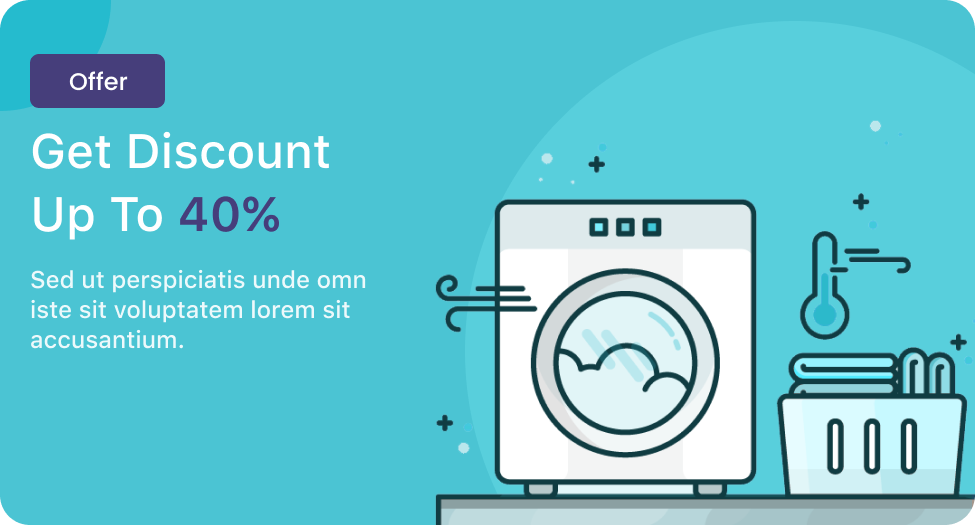 Offer
Get Discount
Up To 40%
Sed ut perspiciatis unde omn
iste sit voluptatem lorem sit
accusantium.